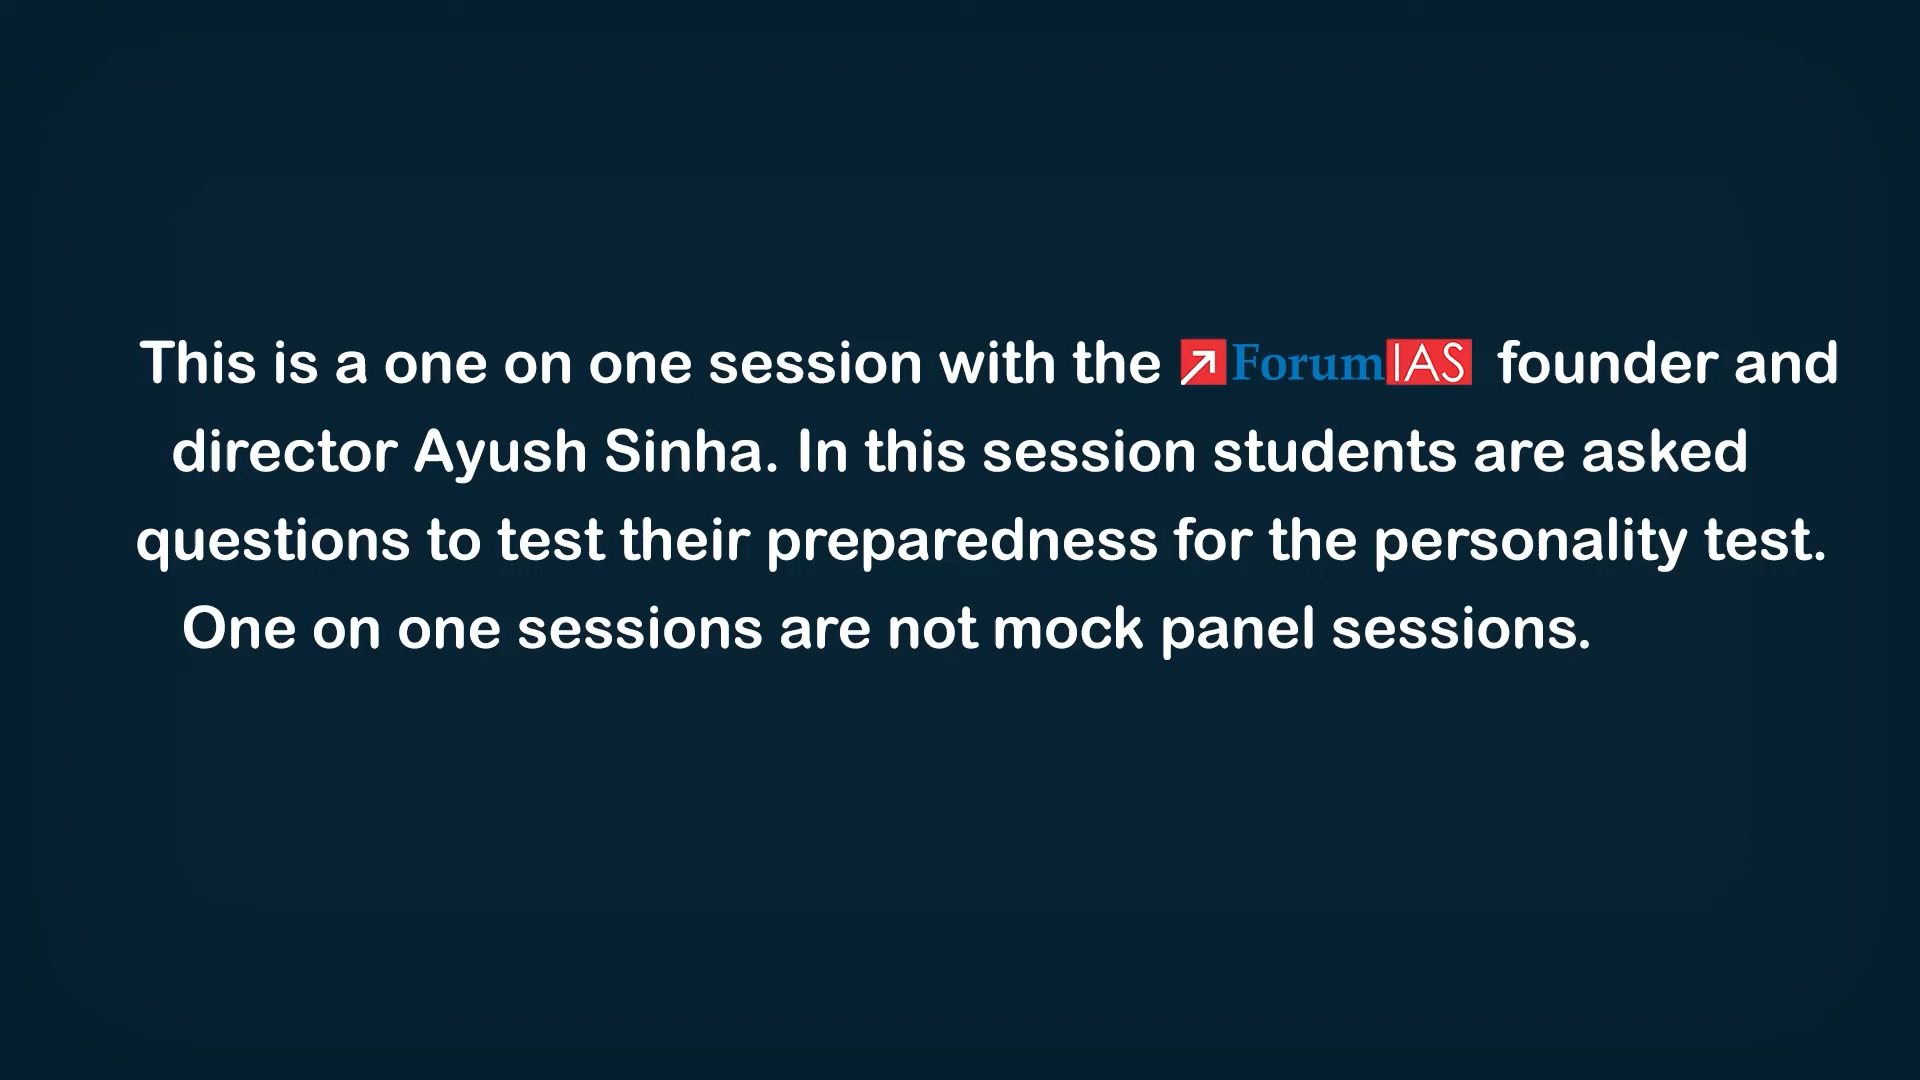 This is a one on one session with the ForumIAS founder and
director Ayush Sinha. In this session students are asked
questions to test their preparedness for the personality test.
One on one sessions are not mock panel sessions.